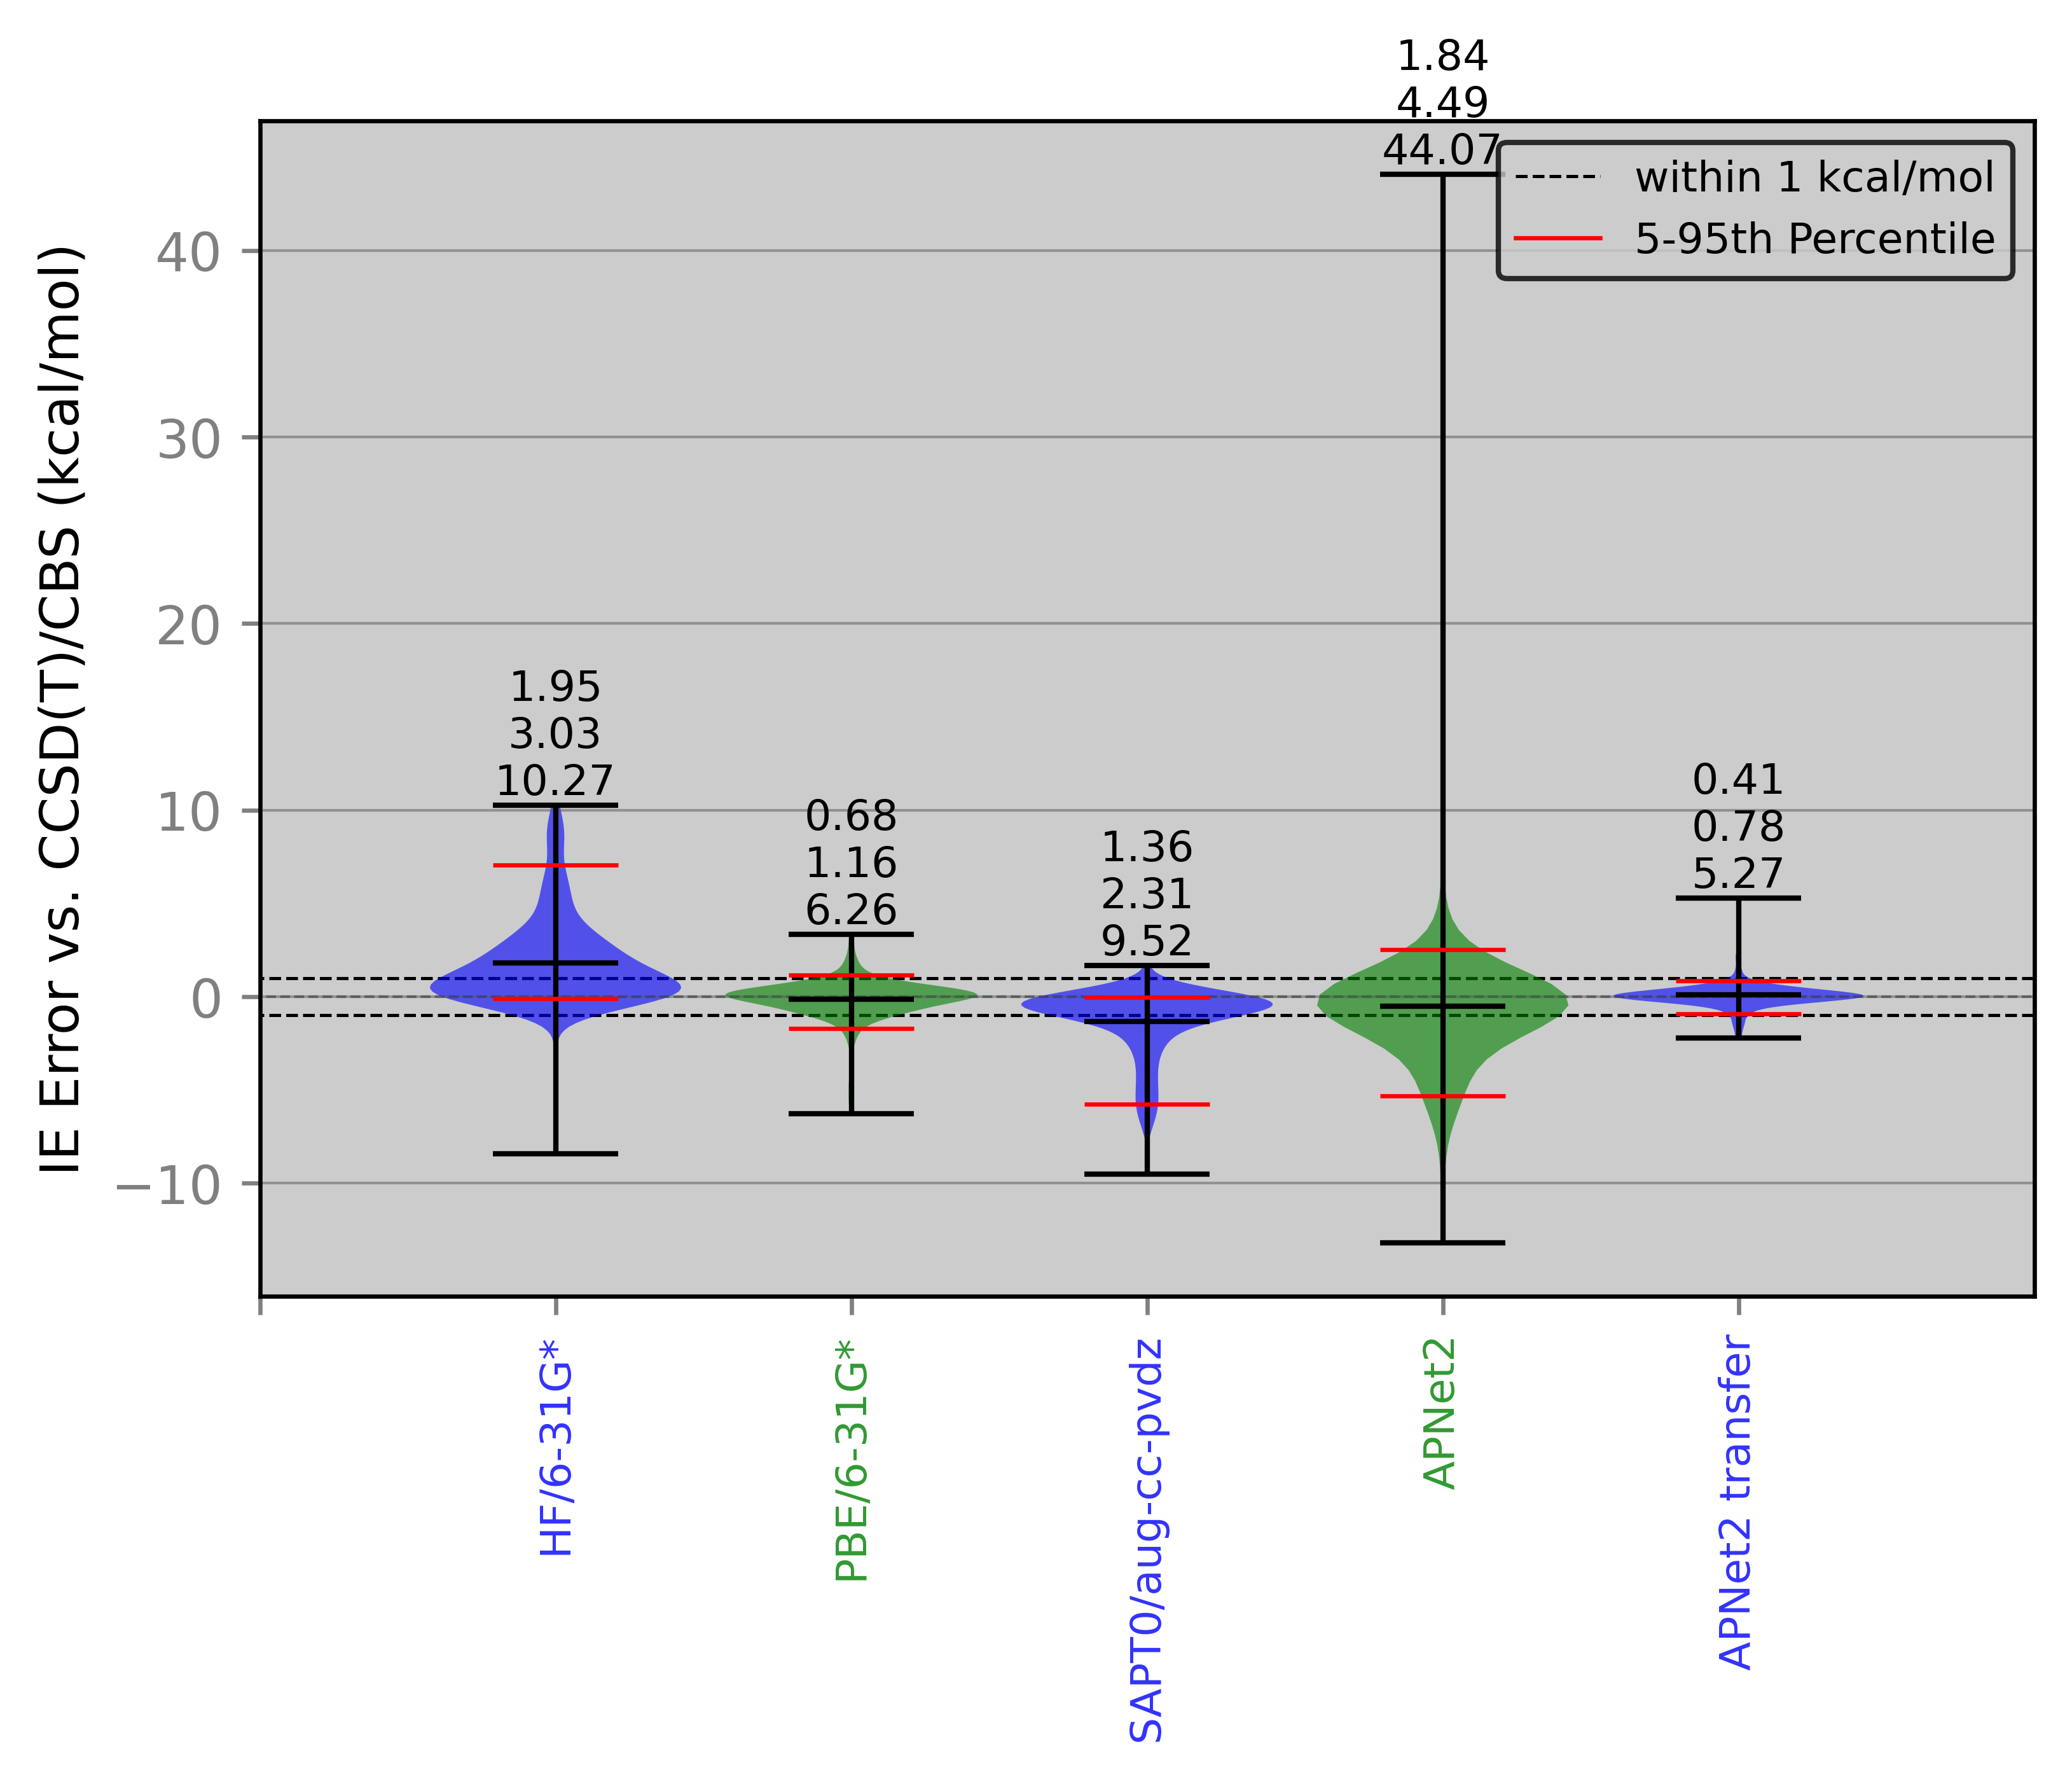 1.84
4.49
44.07
within 1 kcal/mol
5-95th Percentile
IE Error vs. CCSD(T)/CBS (kcal/mol)
40
30
20
10
0
−10
1.95
3.03
10.27
0.68
1.16
6.26
1.36
2.31
9.52
0.41
0.78
5.27
HF/6-31G*
PBE/6-31G*
SAPT0/aug-cc-pvdz
APNet2
APNet2 transfer